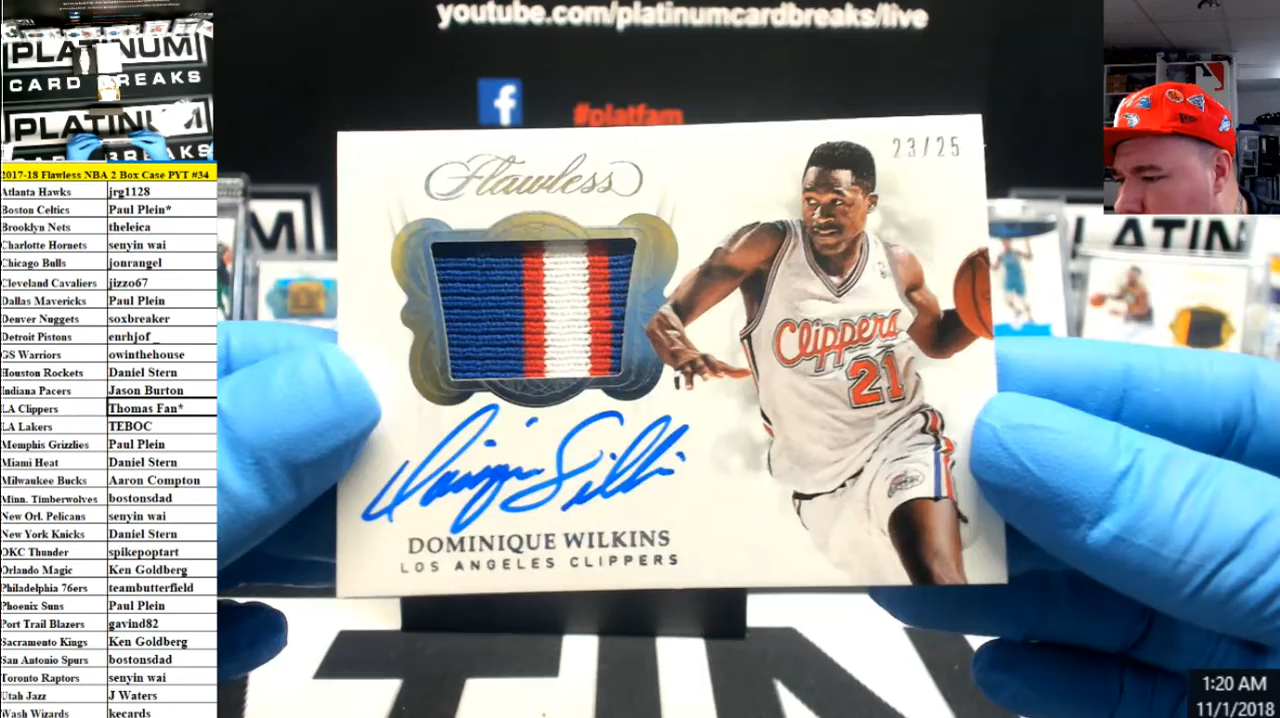 youtube.com/platinumcardbreaks/live
PLATINUM
CARD BREAKS
PLATINUM
CARD BREAKS
f
#platfam
2017-18 Flawless NBA 2 Box Case PYT #34
Atlanta Hawks jrg1128
Boston Celtics Paul Plein*
Brooklyn Nets theleica
Charlotte Hornets senyin wai
Chicago Bulls jonrangel
Cleveland Cavaliers jizzo67
Dallas Mavericks Paul Plein
Denver Nuggets soxbreaker
Detroit Pistons enrhjof_
GS Warriors owinthehouse
Houston Rockets Daniel Stern
Indiana Pacers Jason Burton
LA Clippers Thomas Fan*
LA Lakers TEBOC
Memphis Grizzlies Paul Plein
Miami Heat Daniel Stern
Milwaukee Bucks Aaron Compton
Minn. Timberwolves bostonsdad
New Orl. Pelicans senyin wai
New York Knicks Daniel Stern
OKC Thunder spikepoptart
Orlando Magic Ken Goldberg
Philadelphia 76ers teambutterfield
Phoenix Suns Paul Plein
Port Trail Blazers gavind82
Sacramento Kings Ken Goldberg
San Antonio Spurs bostonsdad
Toronto Raptors senyin wai
Utah Jazz J Waters
Wash Wizards kecards
23/25
Flawless
Clippers
21
DOMINIQUE WILKINS
LOS ANGELES CLIPPERS
PLATIN
TIN
1:20 AM
11/1/2018